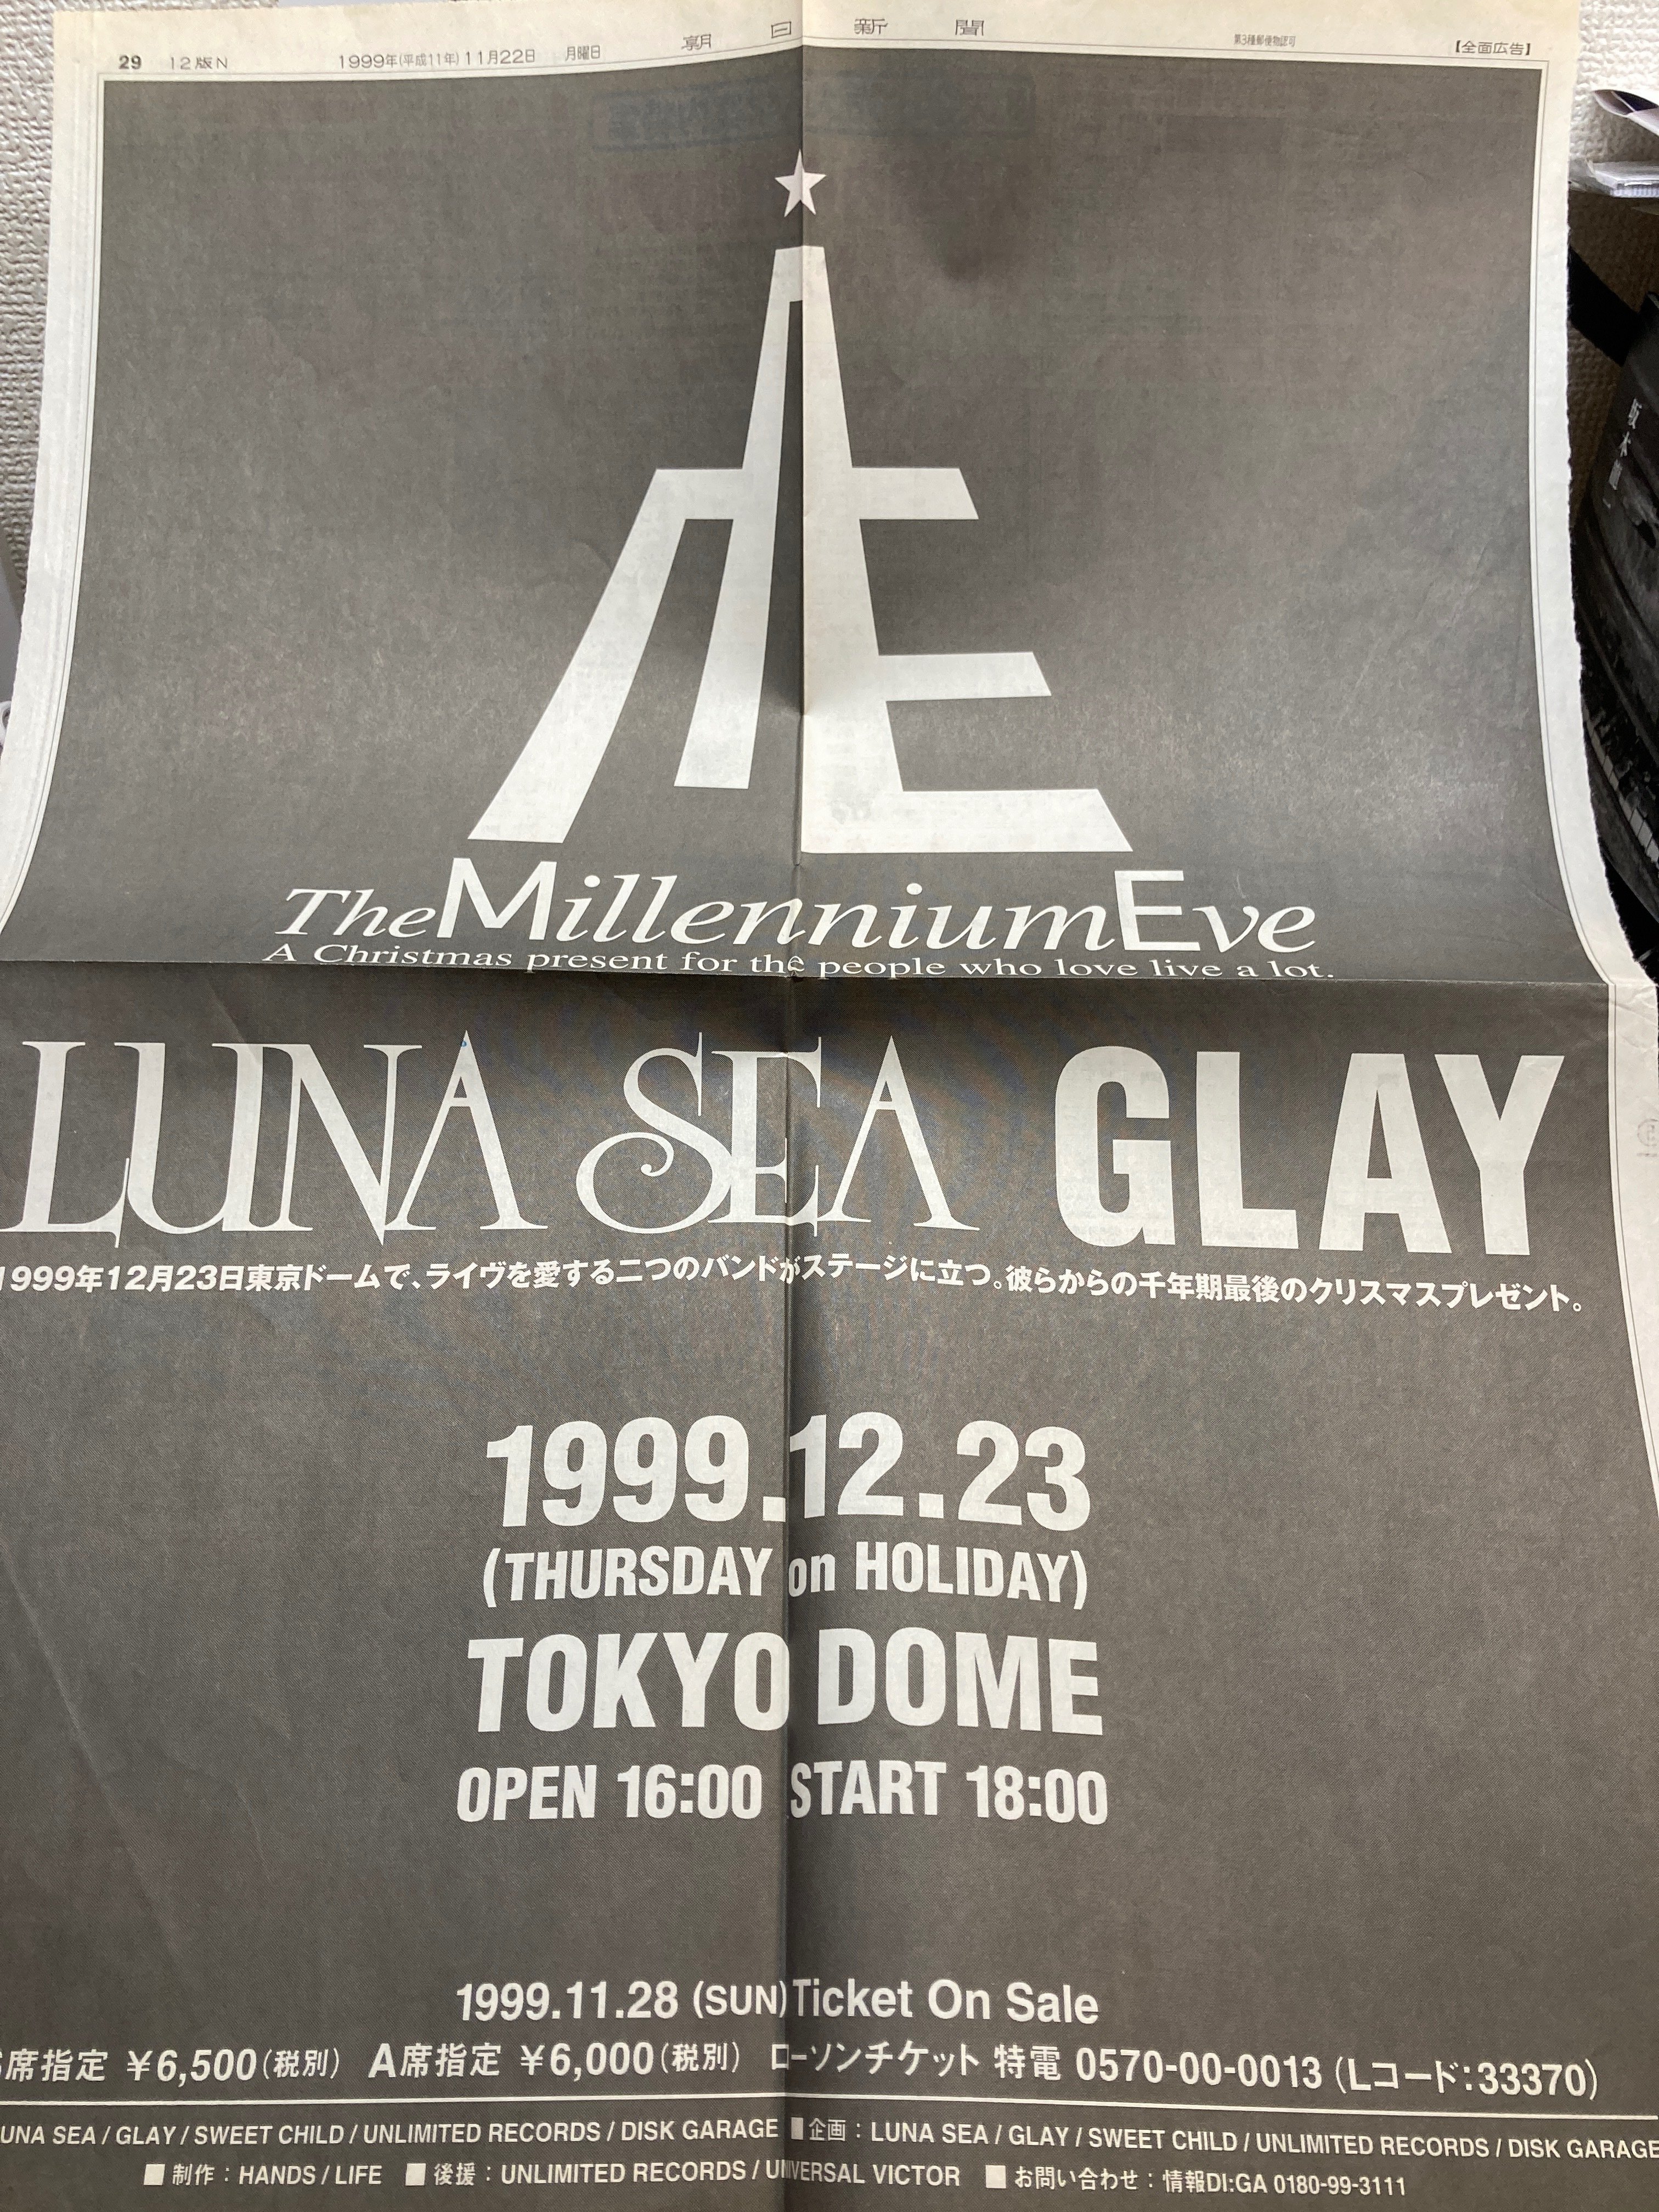 29 12版N 1999年(平成11年)11月22日 月曜日 朝日新聞 第3種郵便物認可 【全面広告】
The Millennium Eve
A Christmas present for the people who love live a lot.
LUNA SEA GLAY
1999年12月23日東京ドームで、ライヴを愛する二つのバンドがステージに立つ。彼らからの千年期最後のクリスマスプレゼント。
1999.12.23
(THURSDAY on HOLIDAY)
TOKYO DOME
OPEN 16:00 START 18:00
1999.11.28 (SUN) Ticket On Sale
席指定 ¥6,500(税別) A席指定 ¥6,000(税別) ローソンチケット 特電 0570-00-0013 (Lコード:33370)
UNA SEA / GLAY / SWEET CHILD / UNLIMITED RECORDS / DISK GARAGE ■企画:LUNA SEA / GLAY / SWEET CHILD / UNLIMITED RECORDS / DISK GARAGE
■制作:HANDS / LIFE ■後援:UNLIMITED RECORDS / UNIVERSAL VICTOR ■お問い合わせ:情報DI:GA 0180-99-3111